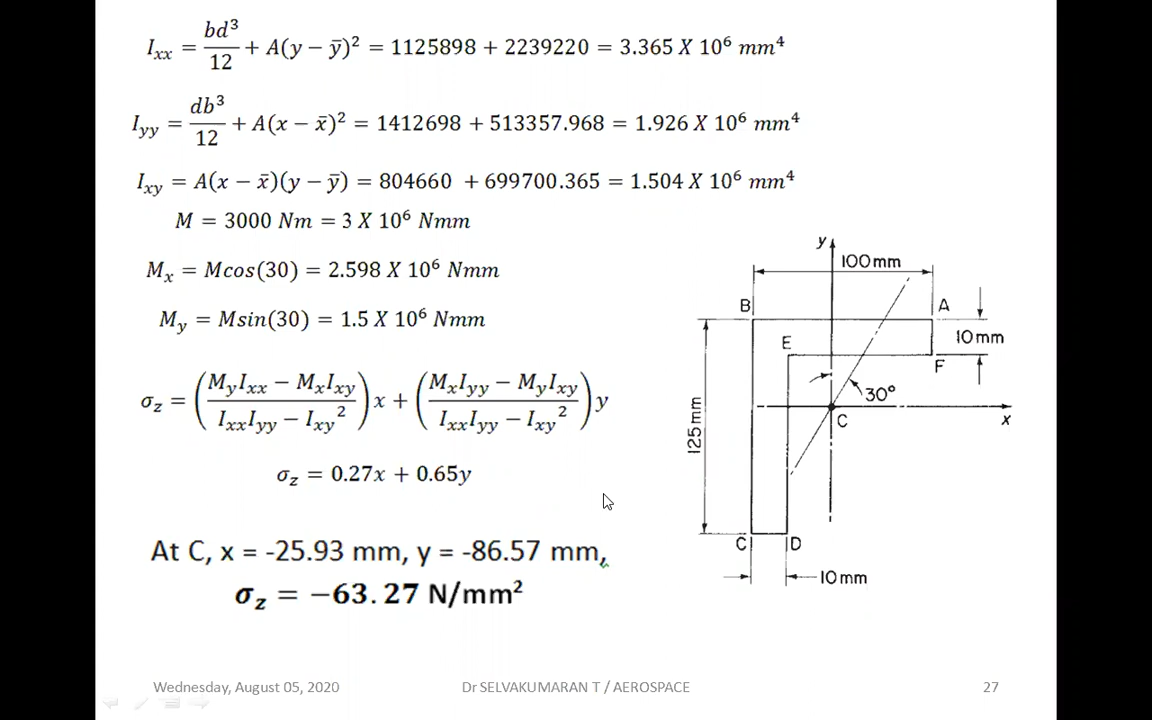 I_xx = bd³/12 + A(y − ȳ)² = 1125898 + 2239220 = 3.365 X 10⁶ mm⁴
I_yy = db³/12 + A(x − x̄)² = 1412698 + 513357.968 = 1.926 X 10⁶ mm⁴
I_xy = A(x − x̄)(y − ȳ) = 804660 + 699700.365 = 1.504 X 10⁶ mm⁴
M = 3000 Nm = 3 X 10⁶ Nmm
M_x = Mcos(30) = 2.598 X 10⁶ Nmm
M_y = Msin(30) = 1.5 X 10⁶ Nmm
σ_z = ((M_y I_xx − M_x I_xy)/(I_xx I_yy − I_xy²)) x + ((M_x I_yy − M_y I_xy)/(I_xx I_yy − I_xy²)) y
σ_z = 0.27x + 0.65y
At C, x = -25.93 mm, y = -86.57 mm,
σ_z = −63.27 N/mm²
y
100mm
B
A
E
10mm
F
30°
x
C
125mm
C
D
10mm
Wednesday, August 05, 2020
Dr SELVAKUMARAN T / AEROSPACE
27